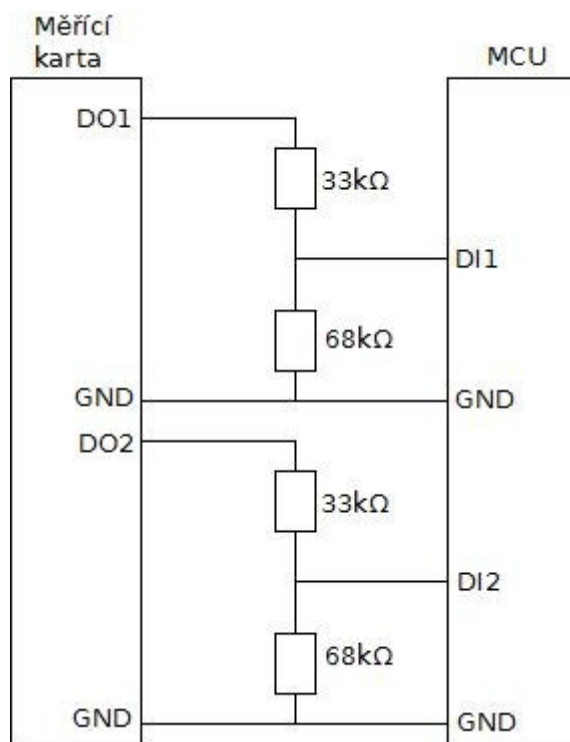 Měřící
karta
MCU
DO1
33kΩ
DI1
68kΩ
GND
GND
DO2
33kΩ
DI2
68kΩ
GND
GND